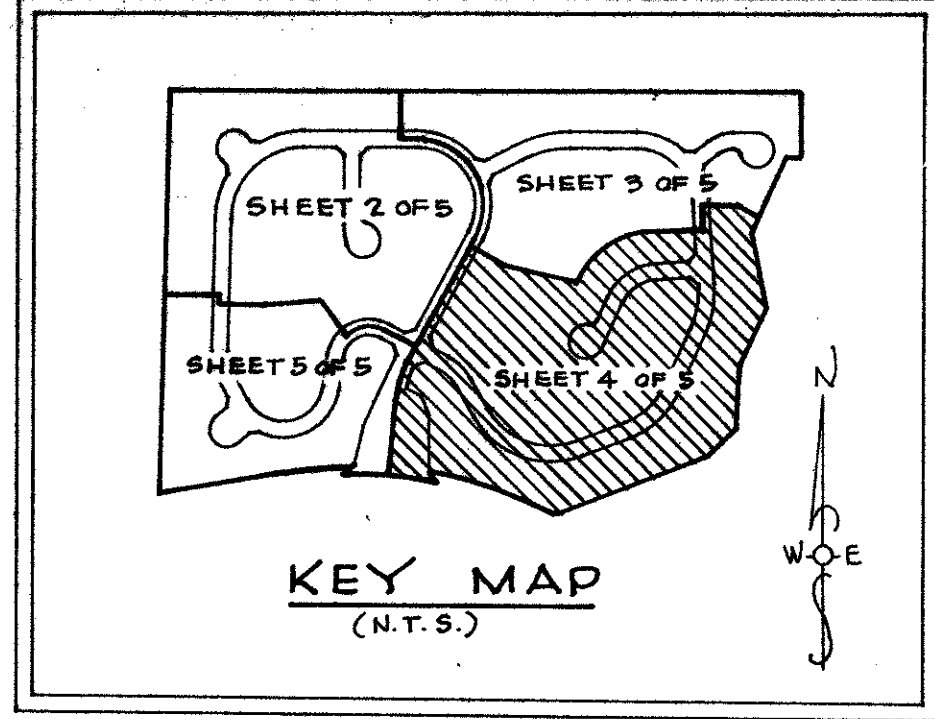 SHEET 3 OF 5
SHEET 2 OF 5
SHEET 5 OF 5
SHEET 4 OF 5
N
W E
S
KEY MAP
(N.T.S.)